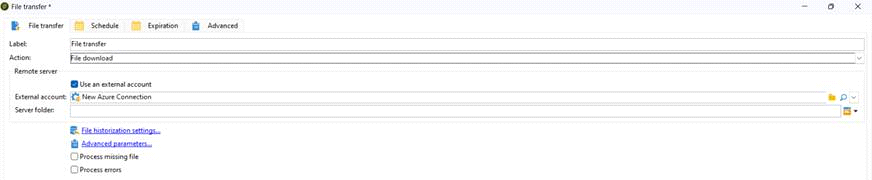 File transfer *
File transfer Schedule Expiration Advanced
Label: File transfer
Action: File download
Remote server
Use an external account
External account: New Azure Connection
Server folder:
File historization settings...
Advanced parameters...
Process missing file
Process errors